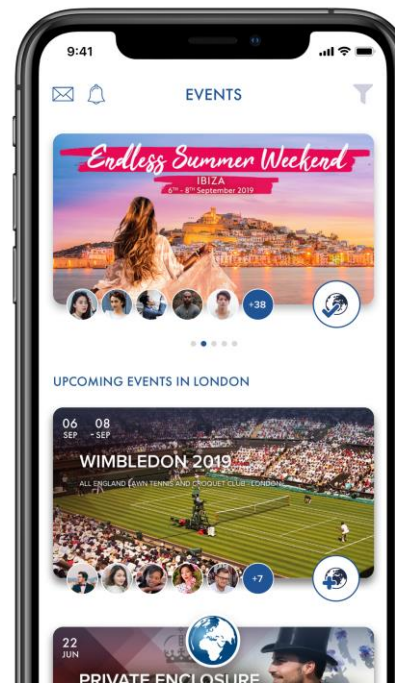 9:41
EVENTS
Endless Summer Weekend
IBIZA
6TH - 8TH September 2019
+38
UPCOMING EVENTS IN LONDON
06 08
SEP - SEP
WIMBLEDON 2019
ALL ENGLAND LAWN TENNIS AND CROQUET CLUB - LONDON
+7
22
JUN
PRIVATE ENCLOSURE